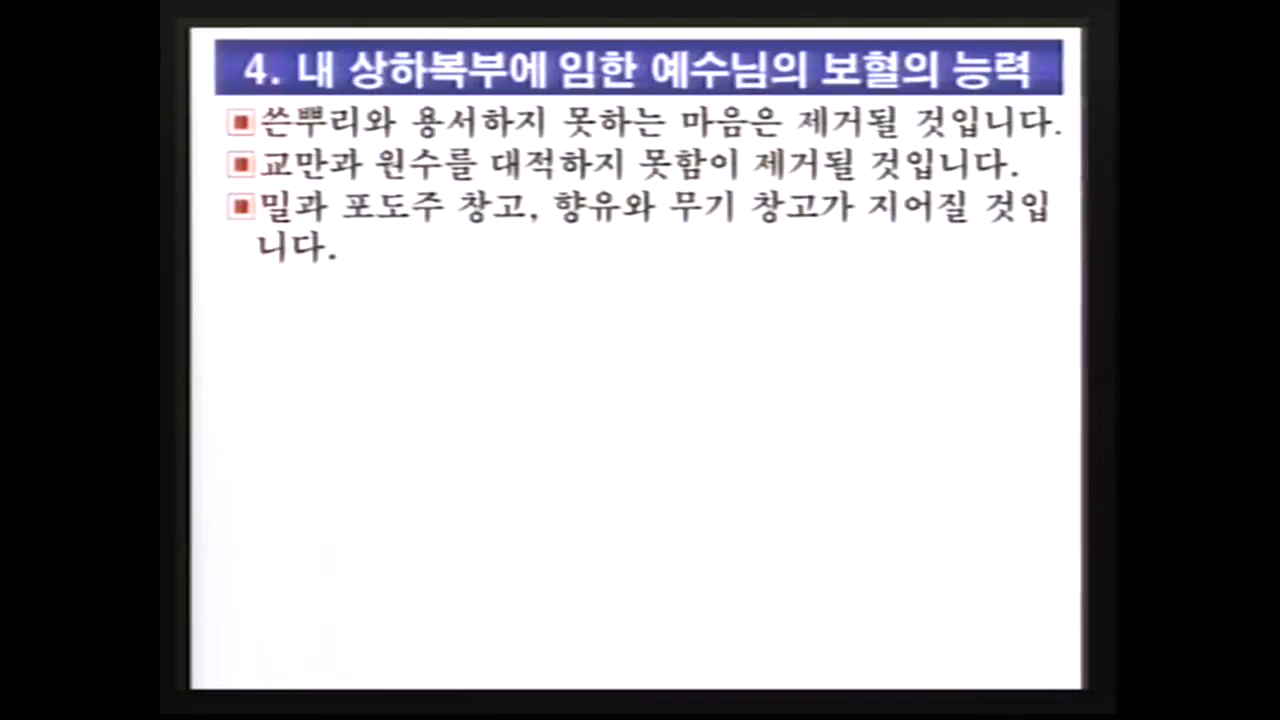 4. 내 상하복부에 임한 예수님의 보혈의 능력
쓴뿌리와 용서하지 못하는 마음은 제거될 것입니다.
교만과 원수를 대적하지 못함이 제거될 것입니다.
밀과 포도주 창고, 향유와 무기 창고가 지어질 것입
니다.